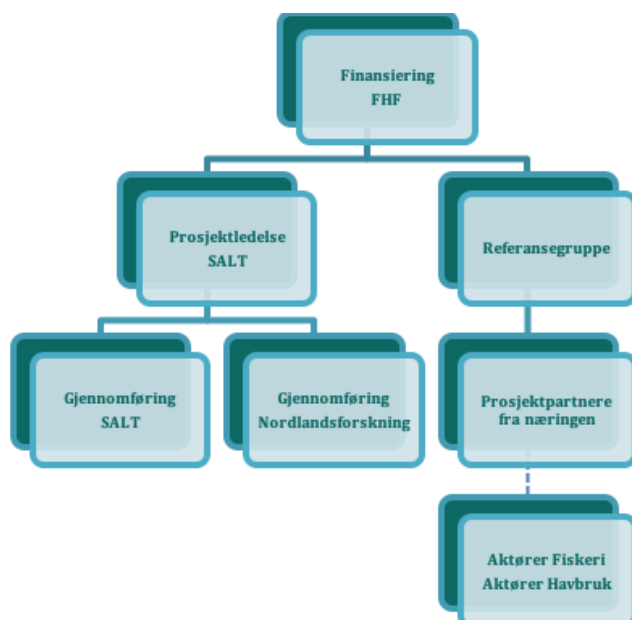 Finansiering
FHF
Prosjektledelse
SALT
Referansegruppe
Gjennomføring
SALT
Gjennomføring
Nordlandsforskning
Prosjektpartnere
fra næringen
Aktører Fiskeri
Aktører Havbruk